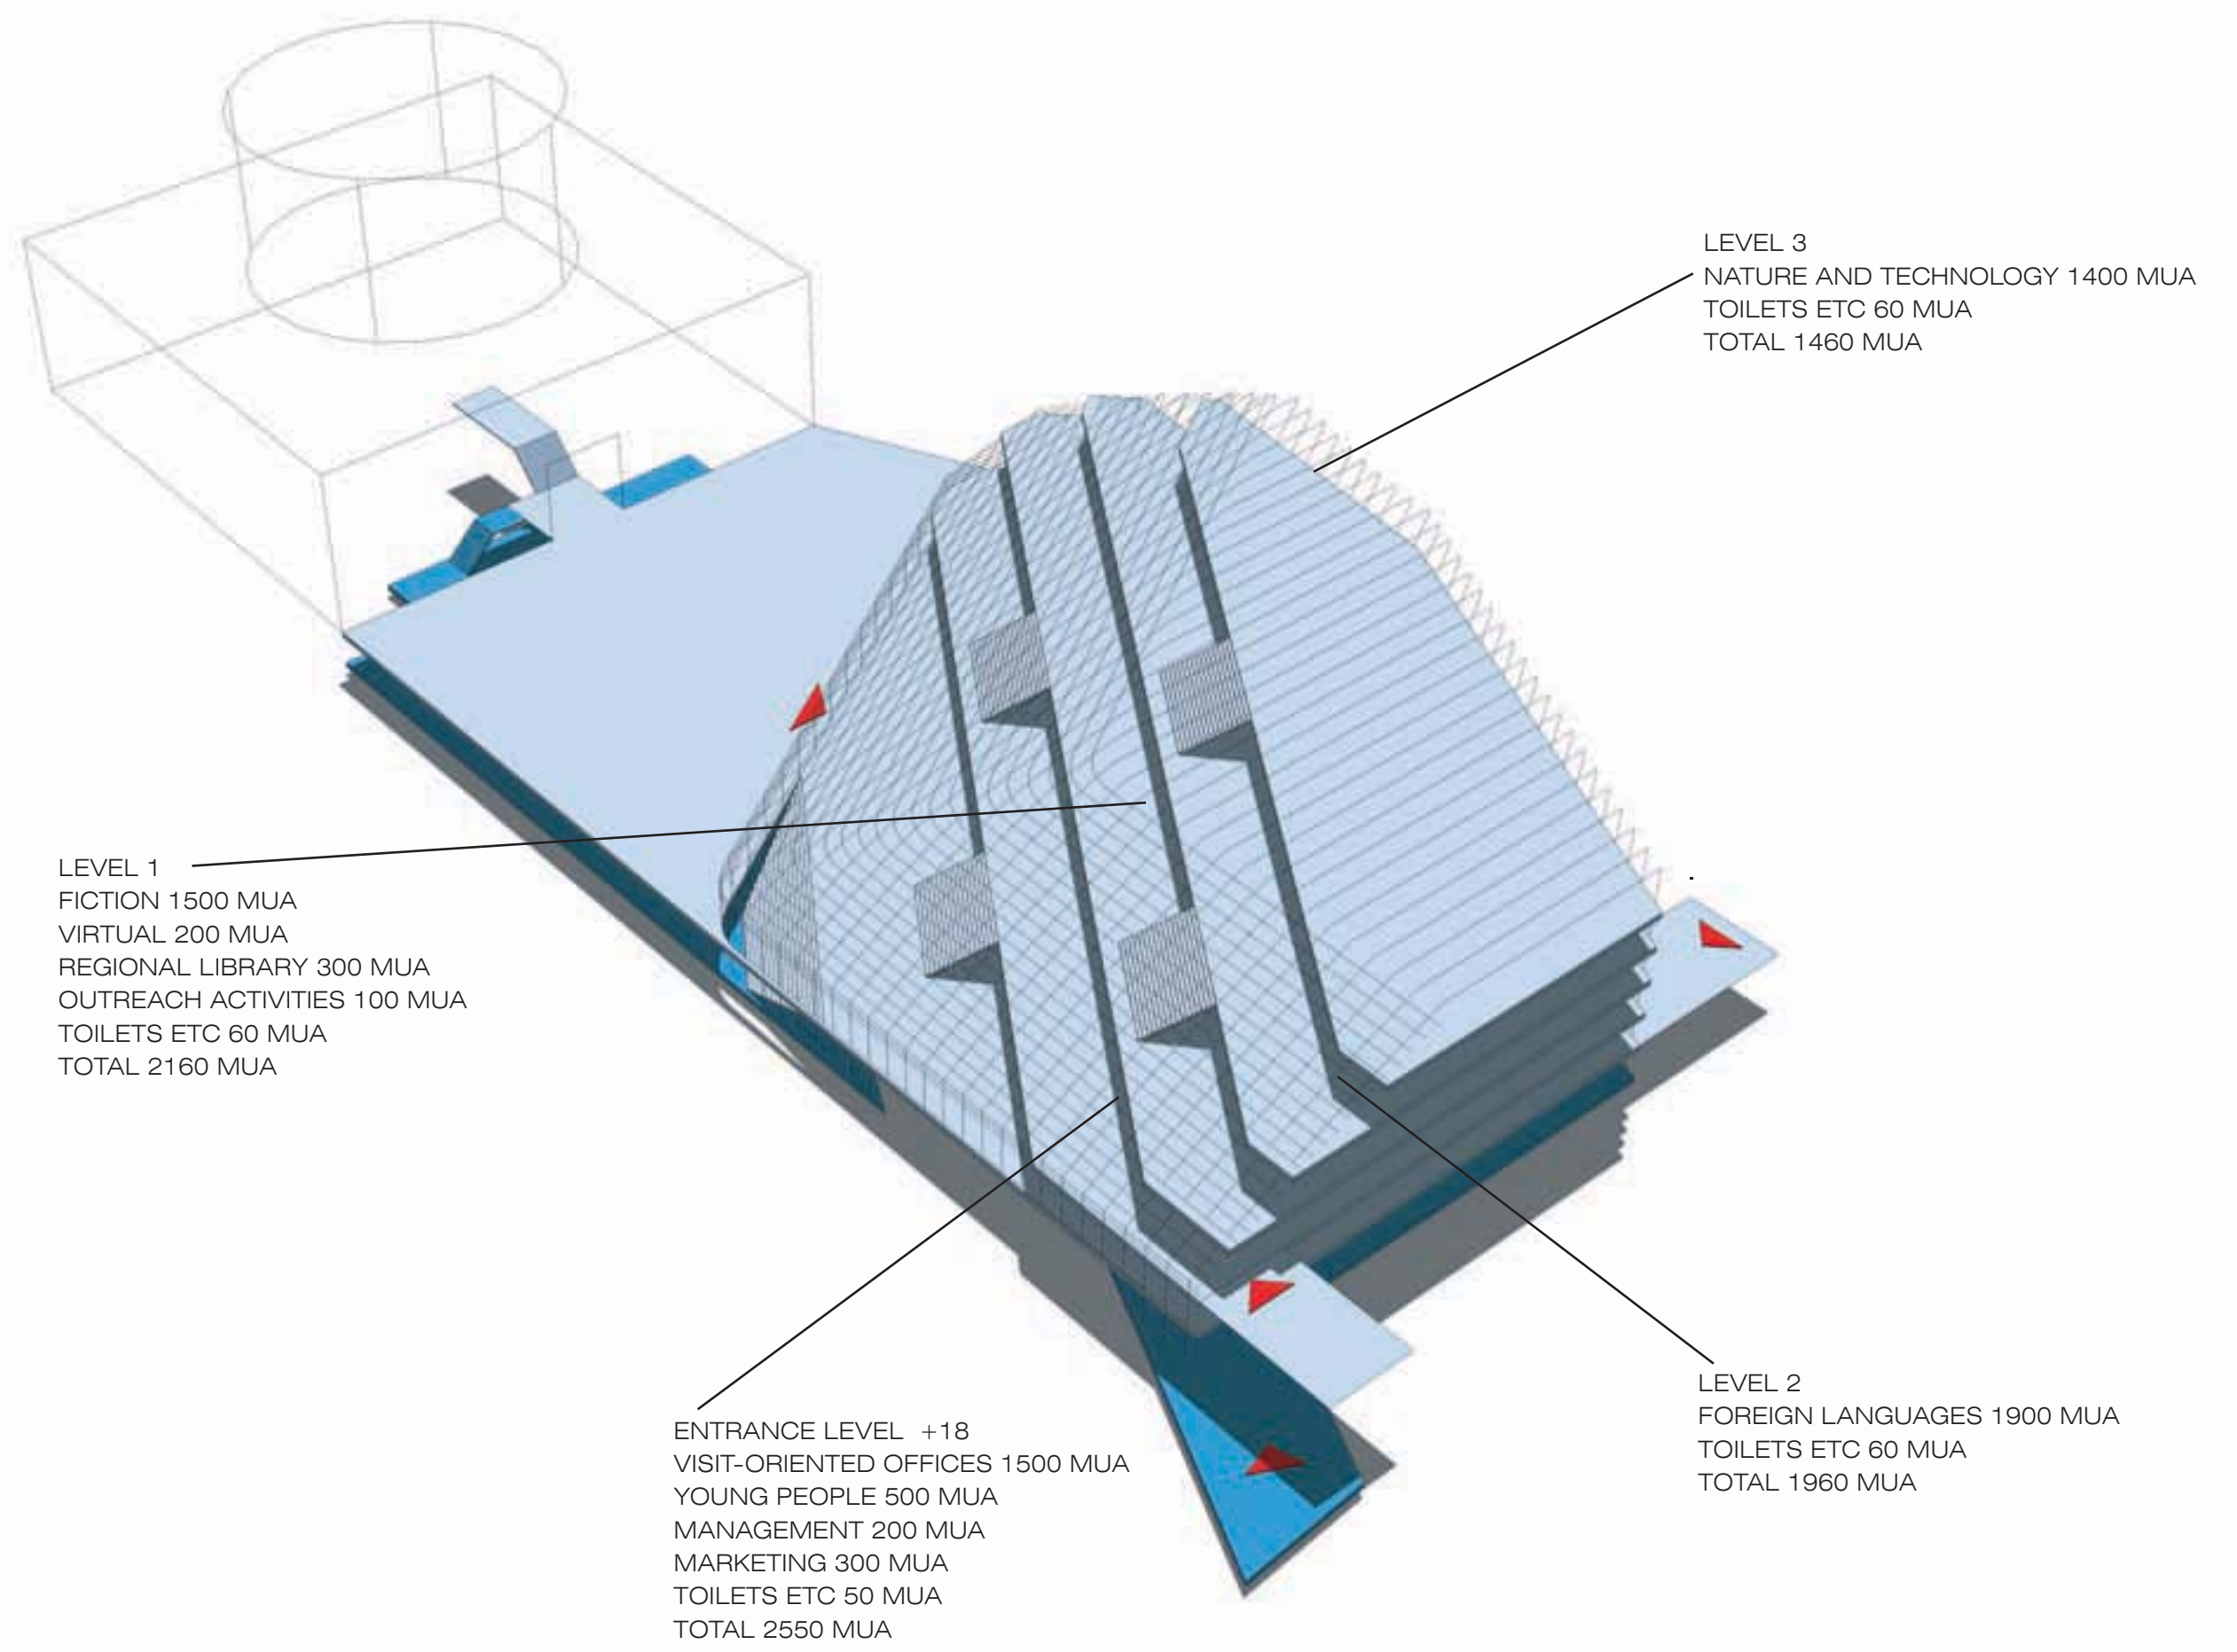 LEVEL 3
NATURE AND TECHNOLOGY 1400 MUA
TOILETS ETC 60 MUA
TOTAL 1460 MUA
LEVEL 1
FICTION 1500 MUA
VIRTUAL 200 MUA
REGIONAL LIBRARY 300 MUA
OUTREACH ACTIVITIES 100 MUA
TOILETS ETC 60 MUA
TOTAL 2160 MUA
ENTRANCE LEVEL +18
VISIT-ORIENTED OFFICES 1500 MUA
YOUNG PEOPLE 500 MUA
MANAGEMENT 200 MUA
MARKETING 300 MUA
TOILETS ETC 50 MUA
TOTAL 2550 MUA
LEVEL 2
FOREIGN LANGUAGES 1900 MUA
TOILETS ETC 60 MUA
TOTAL 1960 MUA